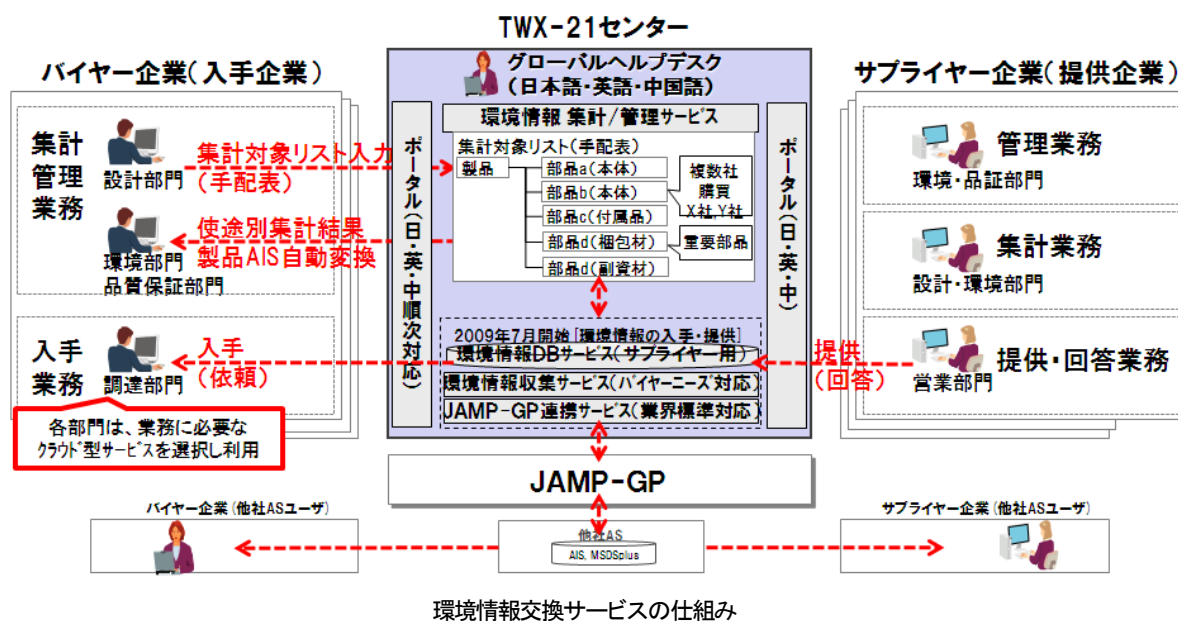 TWX-21センター
バイヤー企業(入手企業)
集計
管理
業務
設計部門
環境部門
品質保証部門
入手
業務
調達部門
各部門は、業務に必要な
クラウド型サービスを選択し利用
集計対象リスト入力
(手配表)
使途別集計結果
製品AIS自動変換
入手
(依頼)
グローバルヘルプデスク
(日本語・英語・中国語)
ポータル(日・英・中順次対応)
環境情報 集計/管理サービス
集計対象リスト(手配表)
製品
部品a(本体)
部品b(本体)
部品c(付属品)
部品d(梱包材)
部品d(副資材)
複数社
購買
X社,Y社
重要部品
2009年7月開始 [環境情報の入手・提供]
環境情報DBサービス(サプライヤー用)
環境情報収集サービス(バイヤーニーズ対応)
JAMP-GP連携サービス(業界標準対応)
ポータル(日・英・中)
提供
(回答)
サプライヤー企業(提供企業)
管理業務
環境・品証部門
集計業務
設計・環境部門
提供・回答業務
営業部門
JAMP-GP
バイヤー企業(他社ASユーザ)
他社AS
AIS, MSDSplus
サプライヤー企業(他社ASユーザ)
環境情報交換サービスの仕組み